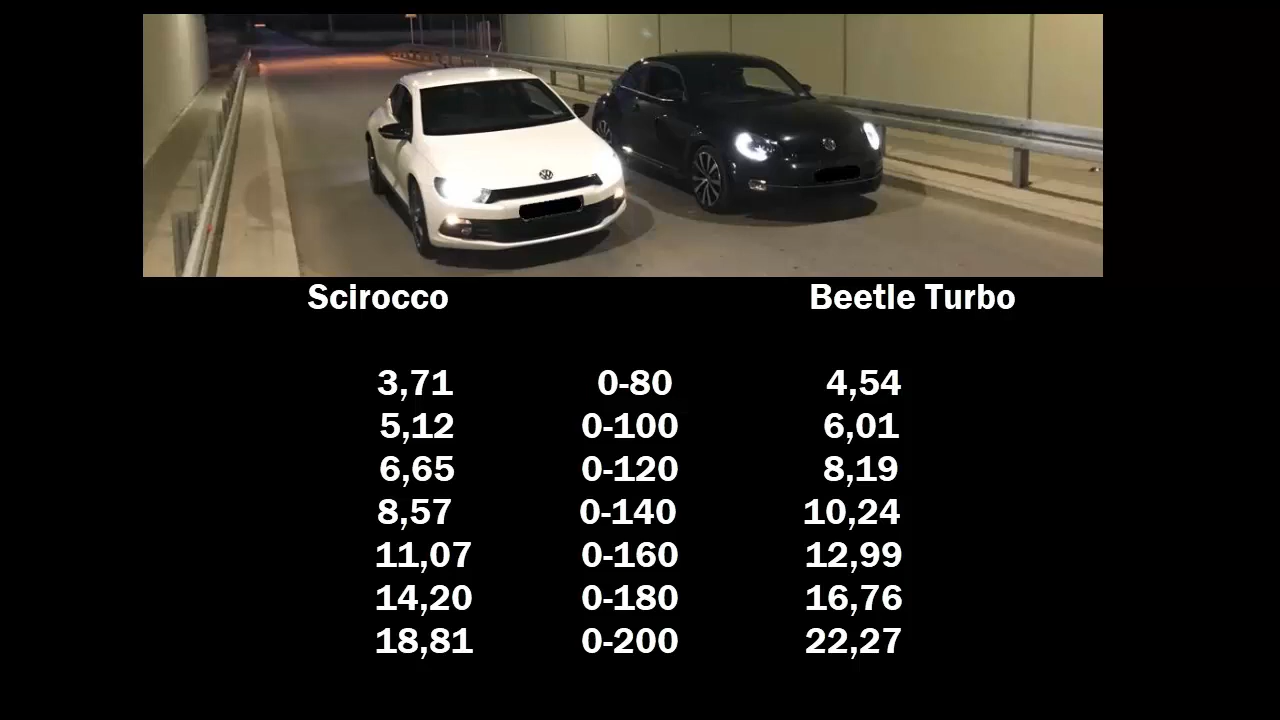 Scirocco Beetle Turbo
3,71 0-80 4,54
5,12 0-100 6,01
6,65 0-120 8,19
8,57 0-140 10,24
11,07 0-160 12,99
14,20 0-180 16,76
18,81 0-200 22,27